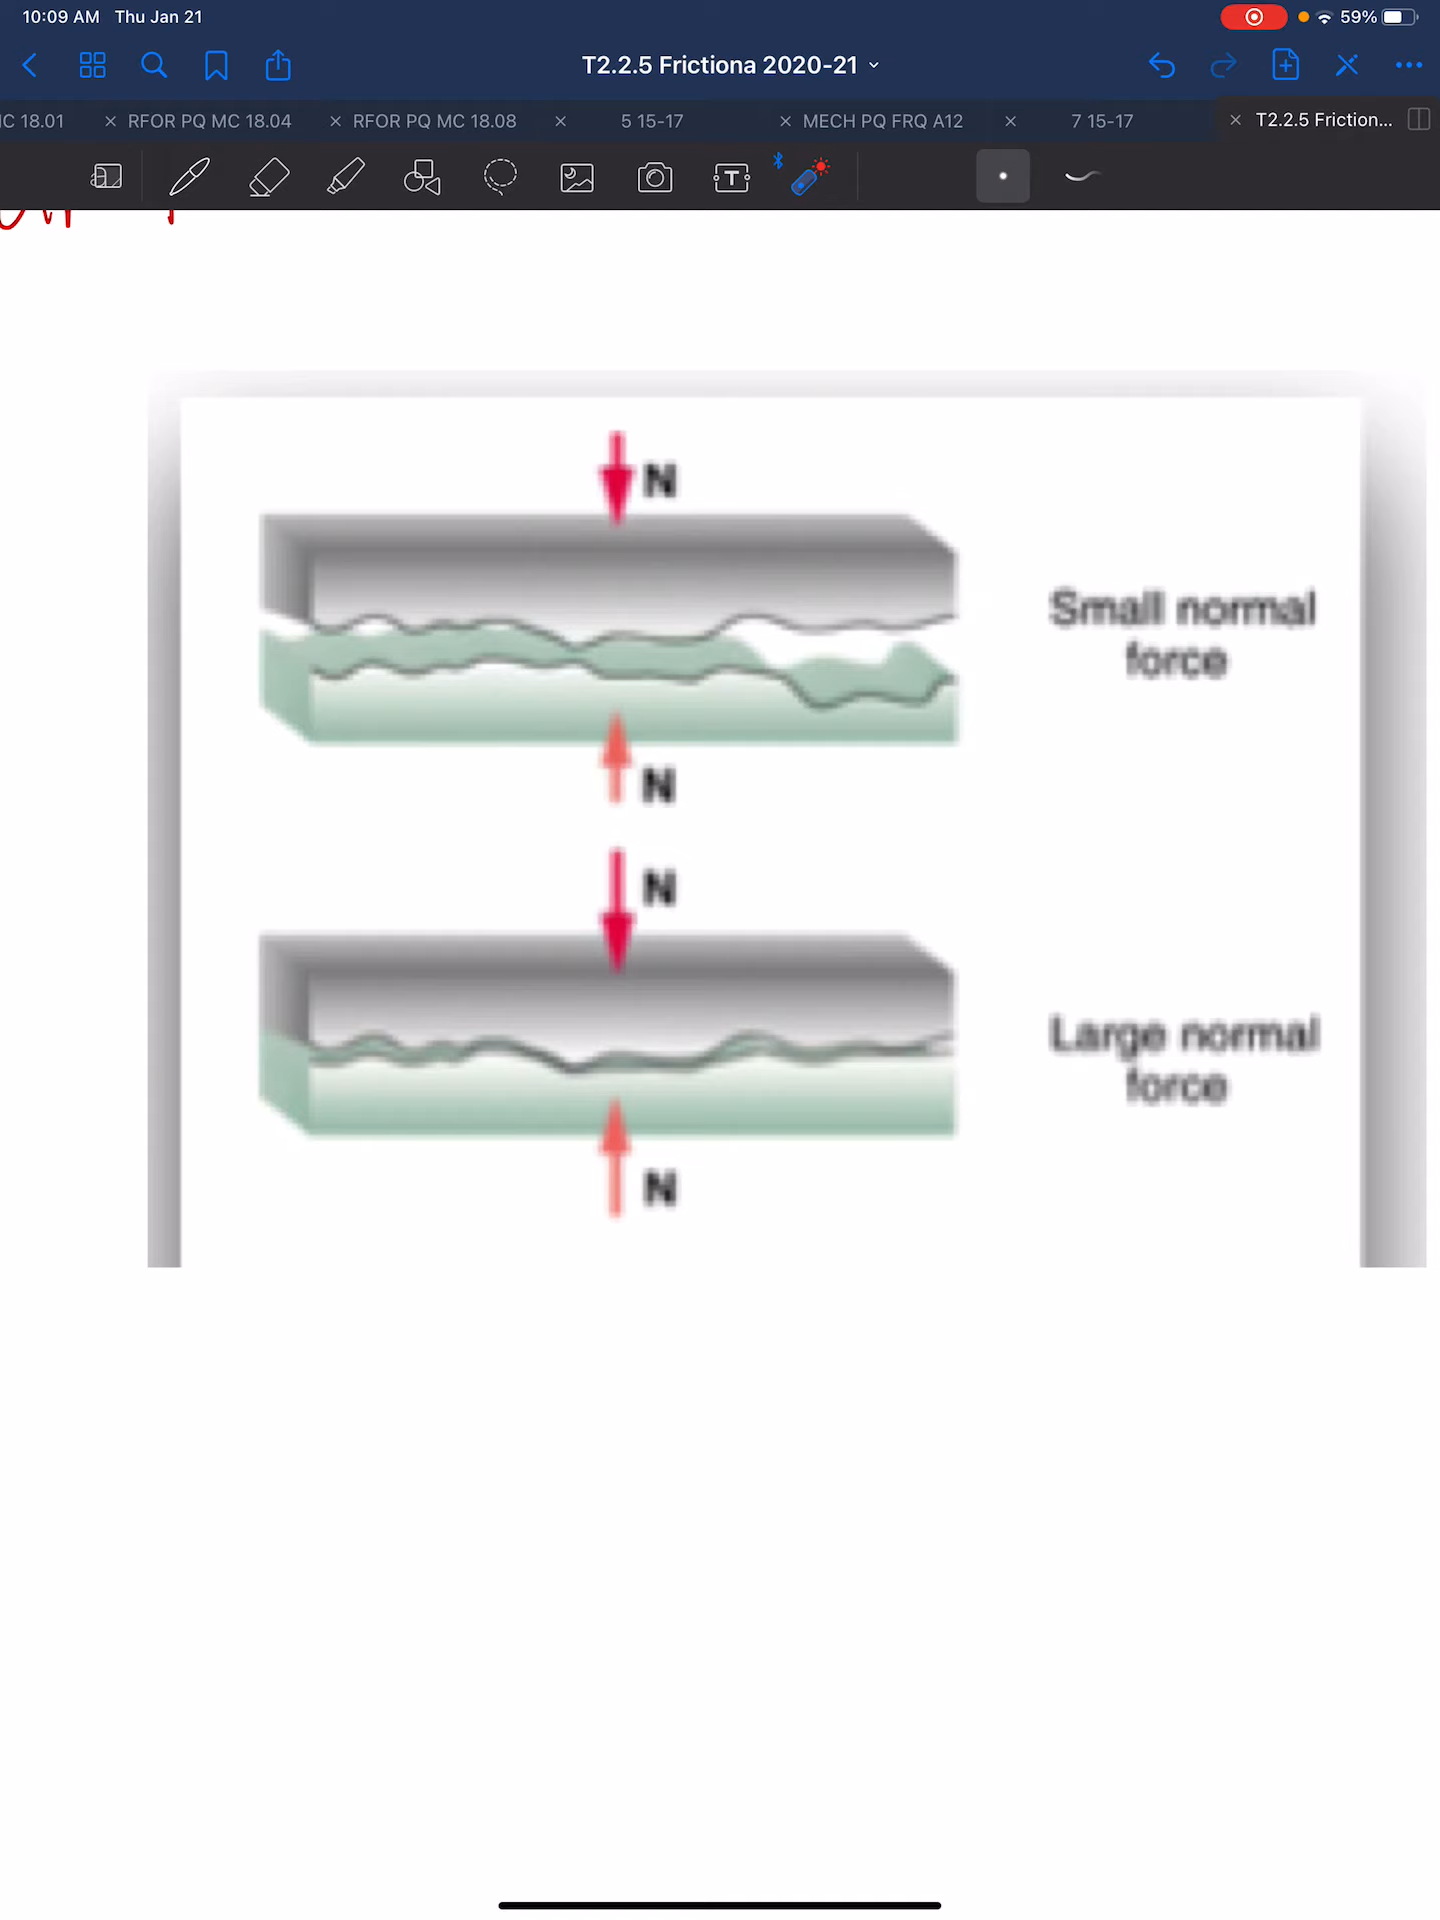 10:09 AM Thu Jan 21
59%
T2.2.5 Frictiona 2020-21
IC 18.01
RFOR PQ MC 18.04
RFOR PQ MC 18.08
5 15-17
MECH PQ FRQ A12
7 15-17
T2.2.5 Friction...
T
N
Small normal
force
N
N
Large normal
force
N